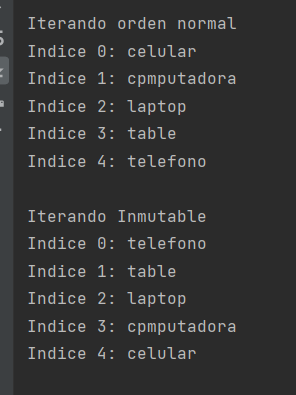 Iterando orden normal
Indice 0: celular
Indice 1: cpmputadora
Indice 2: laptop
Indice 3: table
Indice 4: telefono
Iterando Inmutable
Indice 0: telefono
Indice 1: table
Indice 2: laptop
Indice 3: cpmputadora
Indice 4: celular